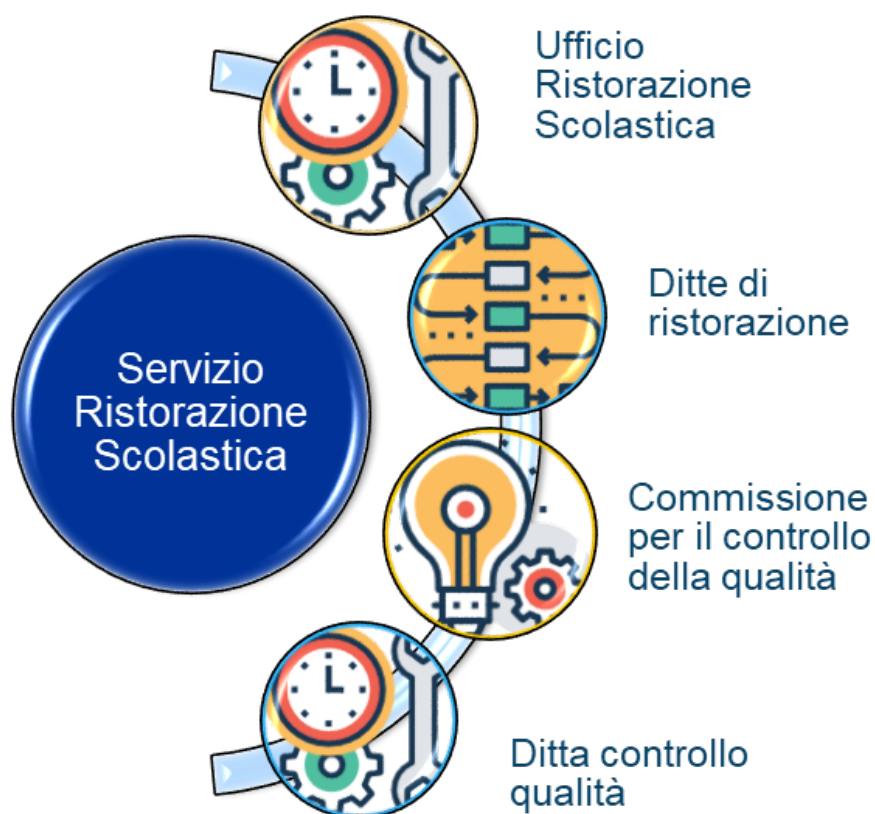 Ufficio
Ristorazione
Scolastica
Ditte di
ristorazione
Servizio
Ristorazione
Scolastica
Commissione
per il controllo
della qualità
Ditta controllo
qualità